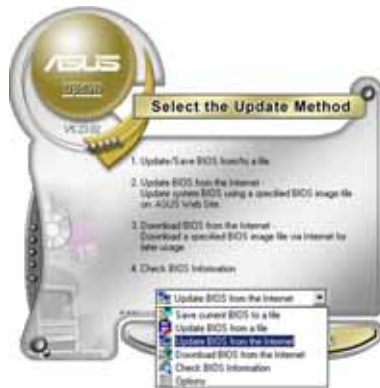 ASUS
Select the Update Method
1. Update/Save BIOS from/to a file
2. Update BIOS from the Internet -
Update system BIOS using a specified BIOS image file
on ASUS Web Site.
3. Download BIOS from the Internet -
Download a specified BIOS image file via Internet for
later usage.
4. Check BIOS Information
Update BIOS from the Internet
Save current BIOS to a file
Update BIOS from a file
Update BIOS from the Internet
Download BIOS from the Internet
Check BIOS Information
Options